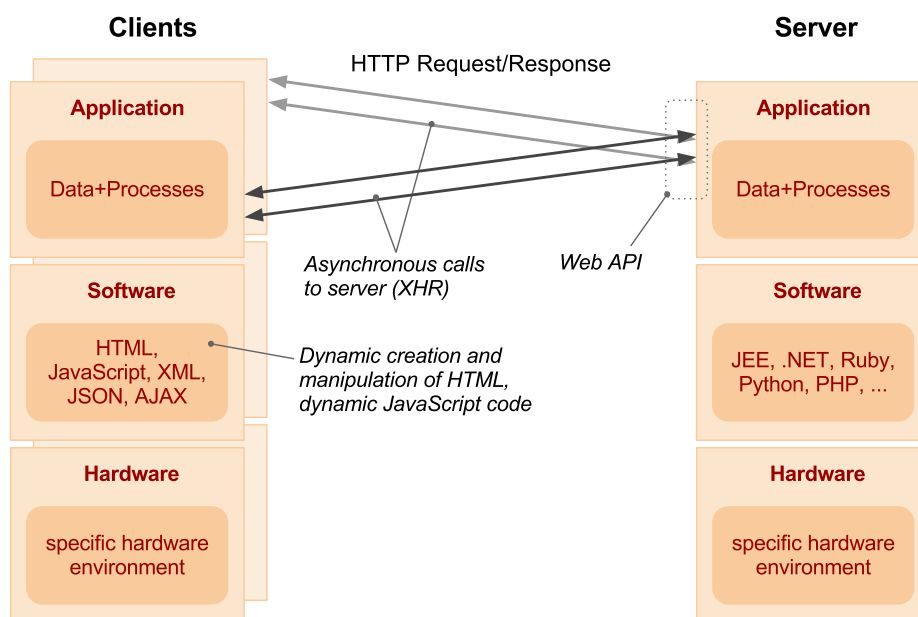 Clients
Server
HTTP Request/Response
Application
Data+Processes
Application
Data+Processes
Asynchronous calls
to server (XHR)
Web API
Software
HTML,
JavaScript, XML,
JSON, AJAX
Dynamic creation and
manipulation of HTML,
dynamic JavaScript code
Software
JEE, .NET, Ruby,
Python, PHP, ...
Hardware
specific hardware
environment
Hardware
specific hardware
environment